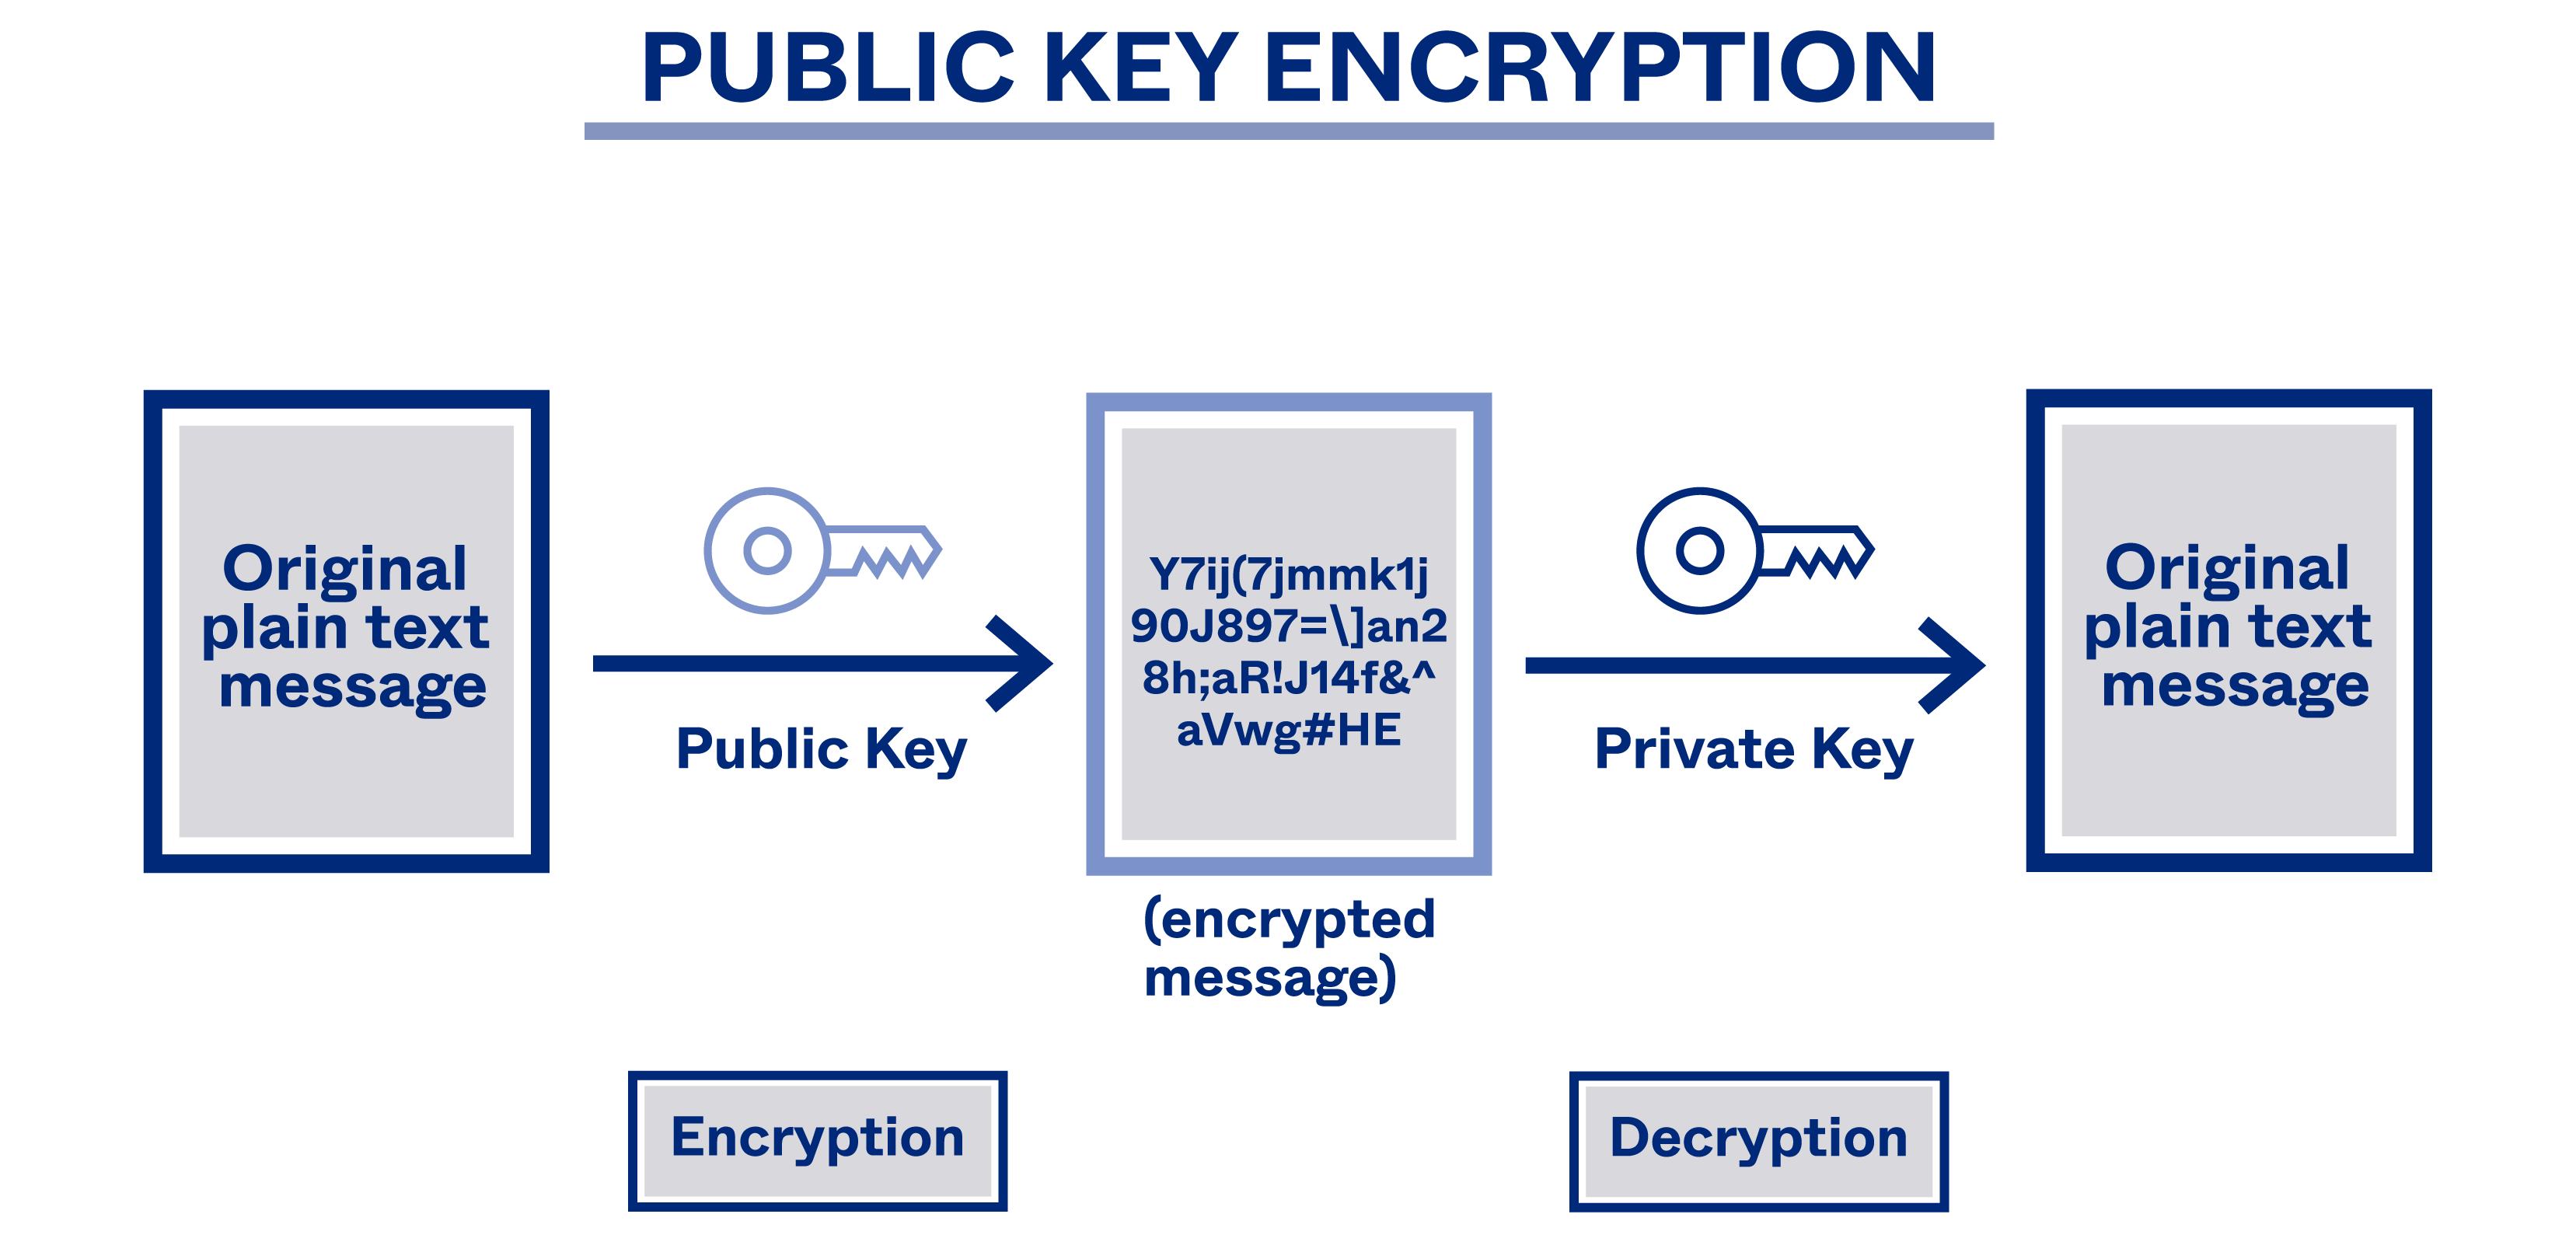 PUBLIC KEY ENCRYPTION
Original
plain text
message
Public Key
Y7ij(7jmmk1j
90J897=\]an2
8h;aR!J14f&^
aVwg#HE
(encrypted
message)
Private Key
Original
plain text
message
Encryption
Decryption